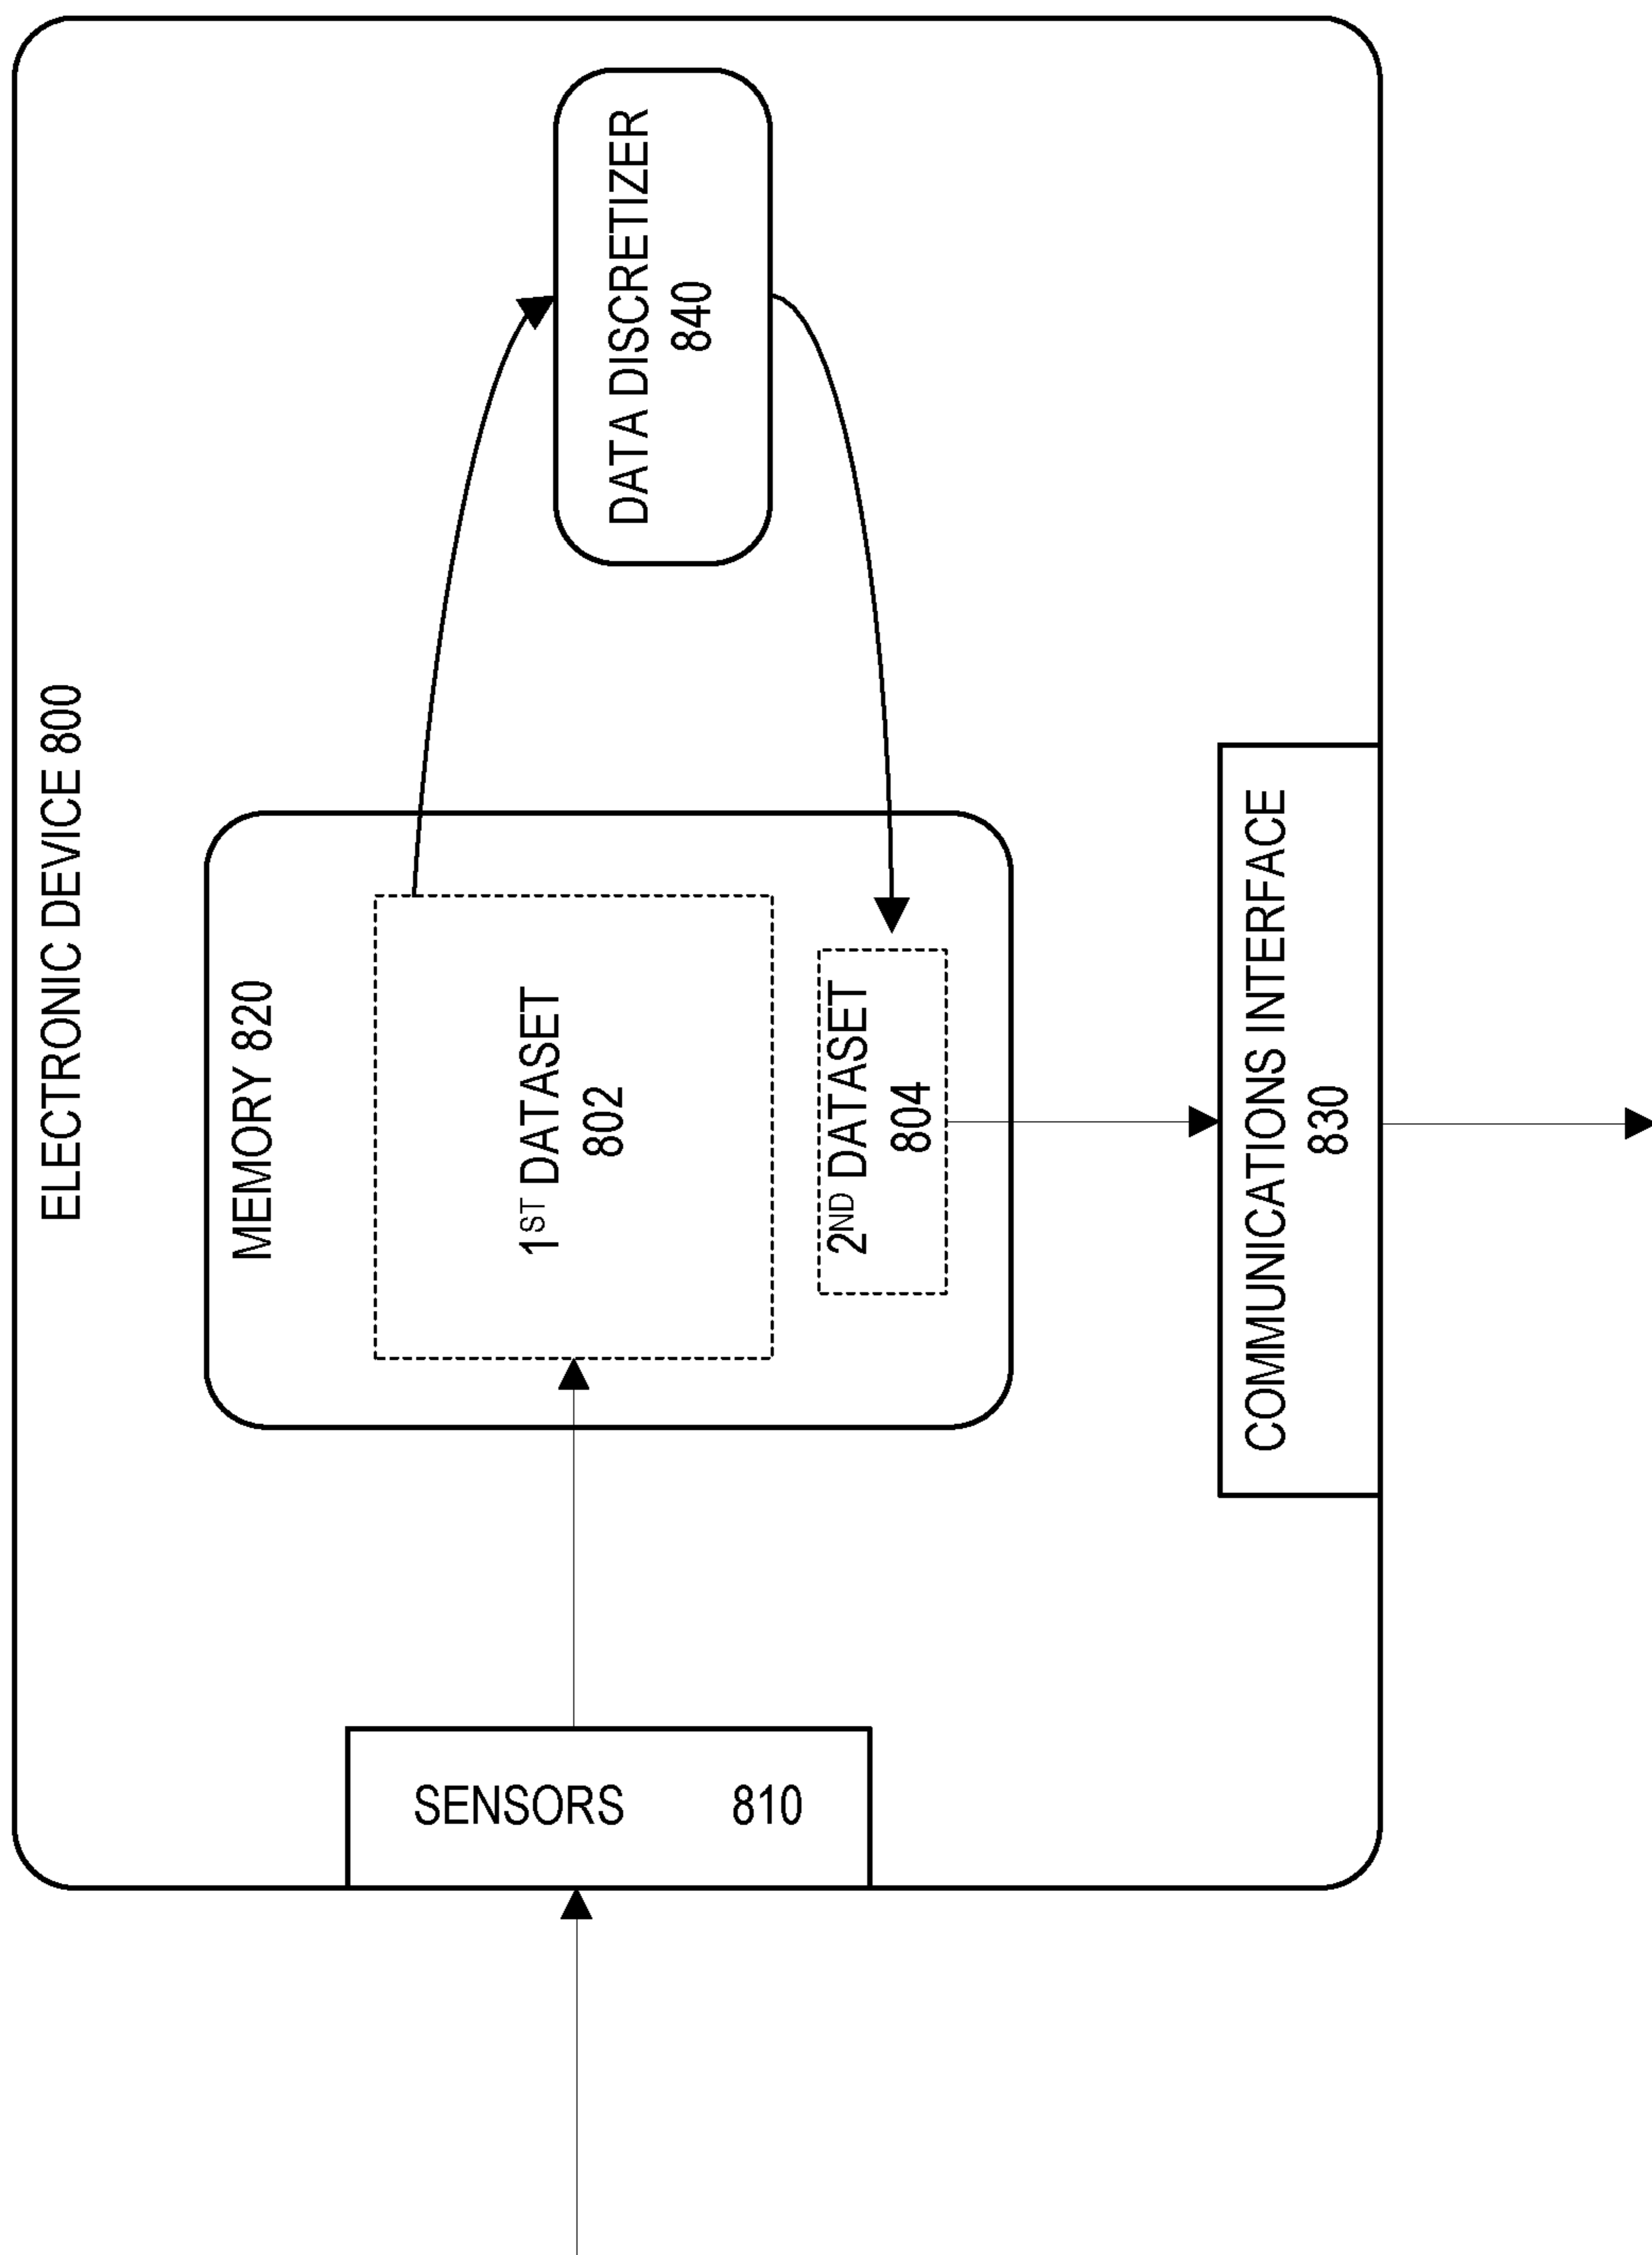 ELECTRONIC DEVICE 800
MEMORY 820
1ST DATASET
802
2ND DATASET
804
DATA DISCRETIZER
840
SENSORS 810
COMMUNICATIONS INTERFACE
830